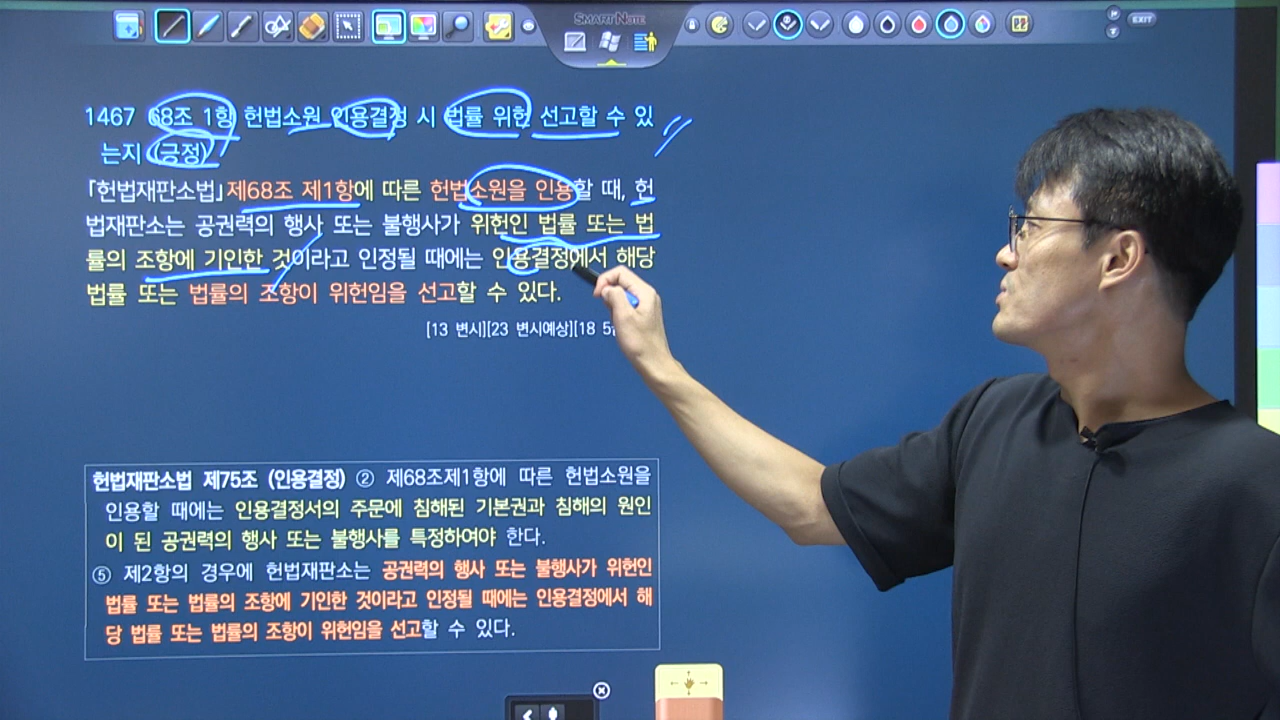 SMARTNOTE
EXIT
1467 68조 1항 헌법소원 인용결정 시 법률 위헌 선고할 수 있
는지 (긍정)
「헌법재판소법」제68조 제1항에 따른 헌법소원을 인용할 때, 헌
법재판소는 공권력의 행사 또는 불행사가 위헌인 법률 또는 법
률의 조항에 기인한 것이라고 인정될 때에는 인용결정에서 해당
법률 또는 법률의 조항이 위헌임을 선고할 수 있다.
[13 변시][23 변시예상][18
헌법재판소법 제75조 (인용결정) ② 제68조제1항에 따른 헌법소원을
인용할 때에는 인용결정서의 주문에 침해된 기본권과 침해의 원인
이 된 공권력의 행사 또는 불행사를 특정하여야 한다.
⑤ 제2항의 경우에 헌법재판소는 공권력의 행사 또는 불행사가 위헌인
법률 또는 법률의 조항에 기인한 것이라고 인정될 때에는 인용결정에서 해
당 법률 또는 법률의 조항이 위헌임을 선고할 수 있다.